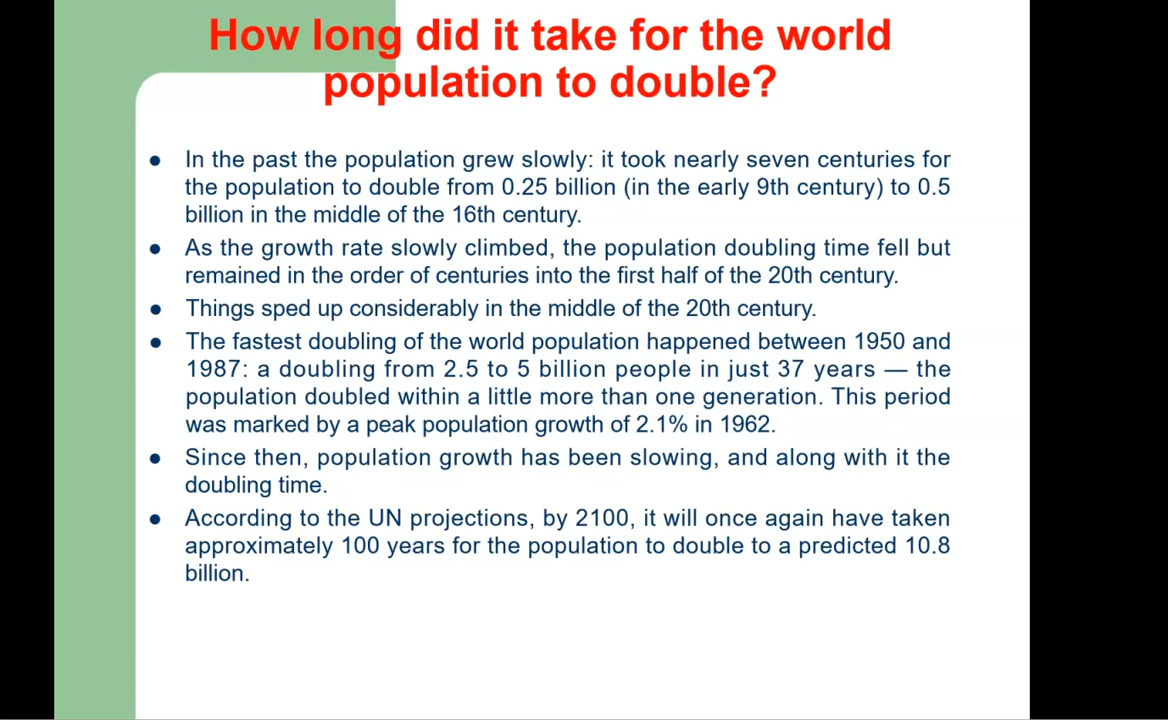 How long did it take for the world
population to double?
● In the past the population grew slowly: it took nearly seven centuries for
the population to double from 0.25 billion (in the early 9th century) to 0.5
billion in the middle of the 16th century.
● As the growth rate slowly climbed, the population doubling time fell but
remained in the order of centuries into the first half of the 20th century.
● Things sped up considerably in the middle of the 20th century.
● The fastest doubling of the world population happened between 1950 and
1987: a doubling from 2.5 to 5 billion people in just 37 years — the
population doubled within a little more than one generation. This period
was marked by a peak population growth of 2.1% in 1962.
● Since then, population growth has been slowing, and along with it the
doubling time.
● According to the UN projections, by 2100, it will once again have taken
approximately 100 years for the population to double to a predicted 10.8
billion.